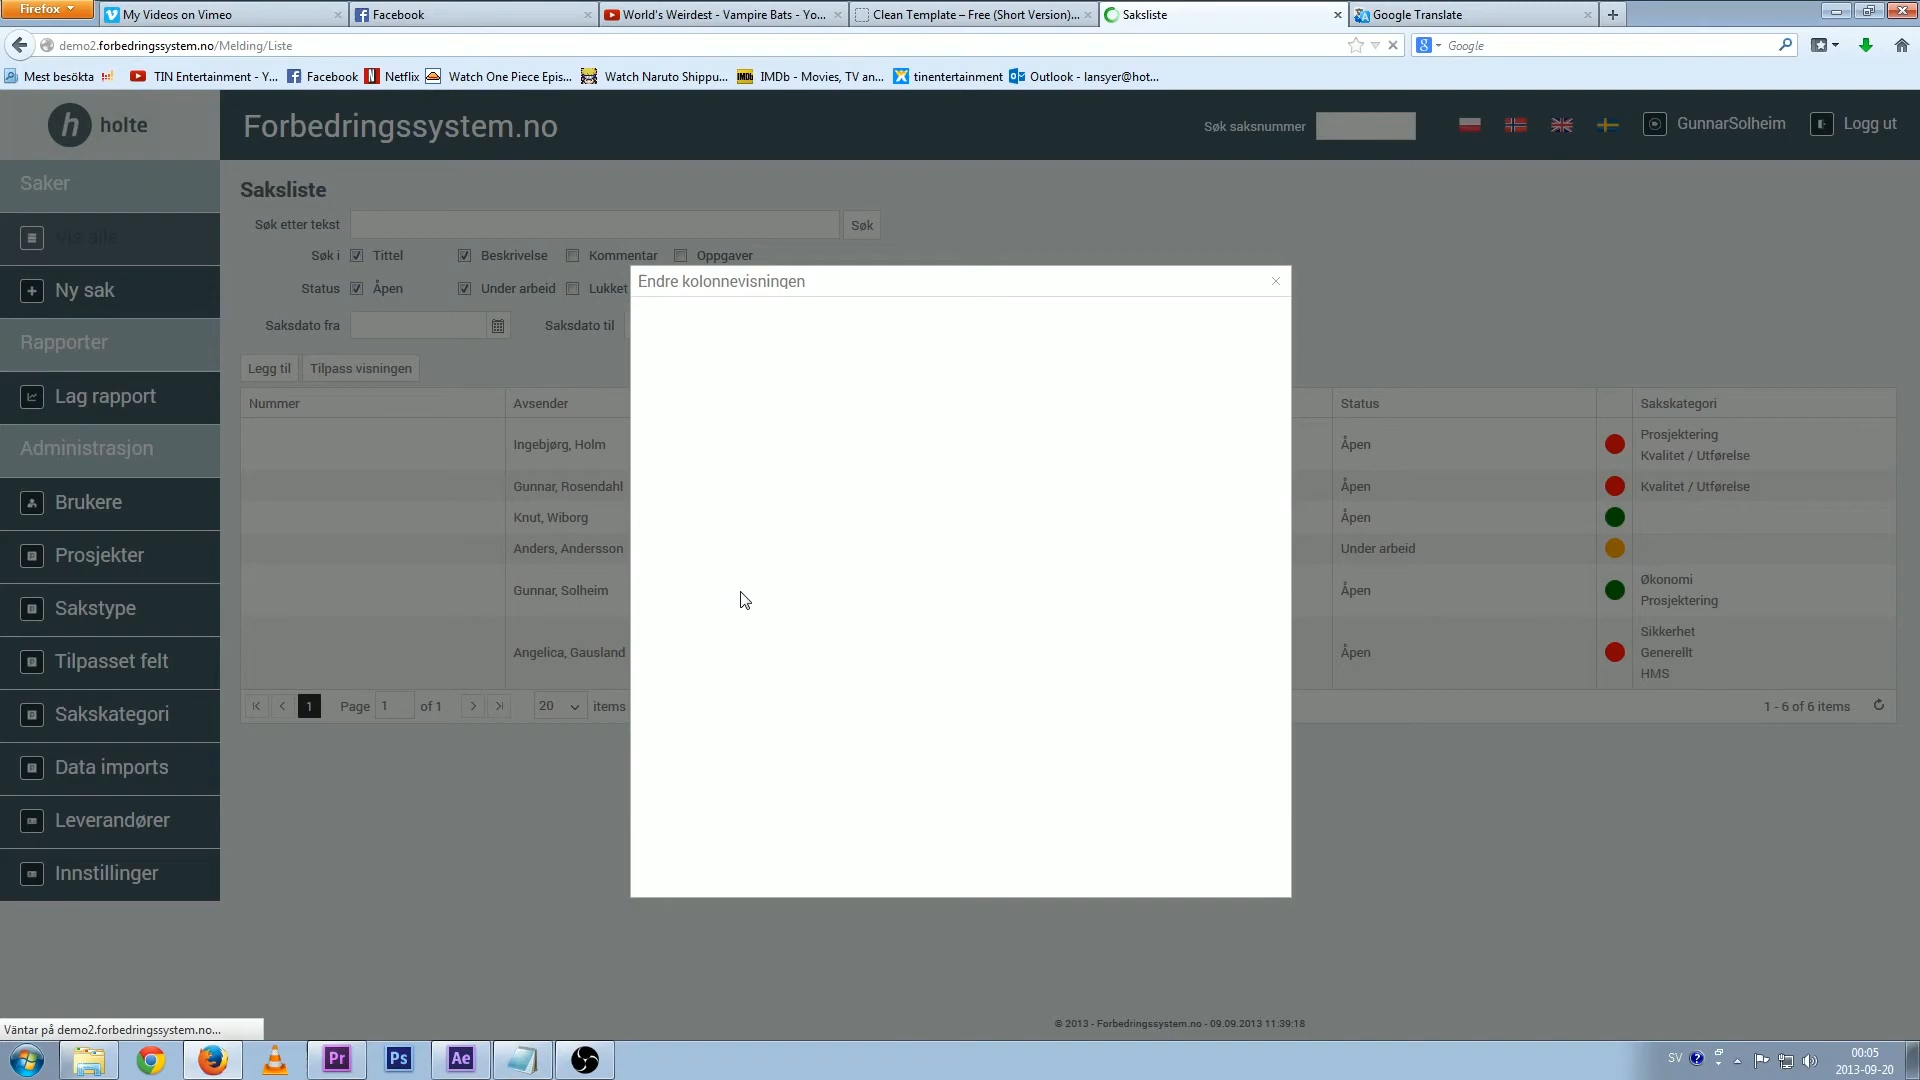 Firefox
My Videos on Vimeo
Facebook
World's Weirdest - Vampire Bats - Yo...
Clean Template – Free (Short Version)...
Saksliste
Google Translate
demo2.forbedringssystem.no/Melding/Liste
Google
Mest besökta
TIN Entertainment - Y...
Facebook
Netflix
Watch One Piece Epis...
Watch Naruto Shippu...
IMDb - Movies, TV an...
tinentertainment
Outlook - lansyer@hot...
h holte
Forbedringssystem.no
Søk saksnummer
GunnarSolheim
Logg ut
Saker
Vis alle
Ny sak
Rapporter
Lag rapport
Administrasjon
Brukere
Prosjekter
Sakstype
Tilpasset felt
Sakskategori
Data imports
Leverandører
Innstillinger
Saksliste
Søk etter tekst
Søk
Søk i Tittel Beskrivelse Kommentar Oppgaver
Status Åpen Under arbeid Lukket
Saksdato fra Saksdato til
Legg til Tilpass visningen
Endre kolonnevisningen
Nummer Avsender Status Sakskategori
Ingebjørg, Holm Åpen Prosjektering
Kvalitet / Utførelse
Gunnar, Rosendahl Åpen Kvalitet / Utførelse
Knut, Wiborg Åpen
Anders, Andersson Under arbeid
Gunnar, Solheim Åpen Økonomi
Prosjektering
Angelica, Gausland Åpen Sikkerhet
Generellt
HMS
1 Page 1 of 1 20 items 1 - 6 of 6 items
© 2013 - Forbedringssystem.no - 09.09.2013 11:39:18
Väntar på demo2.forbedringssystem.no...
Pr Ps Ae
SV
00:05
2013-09-20